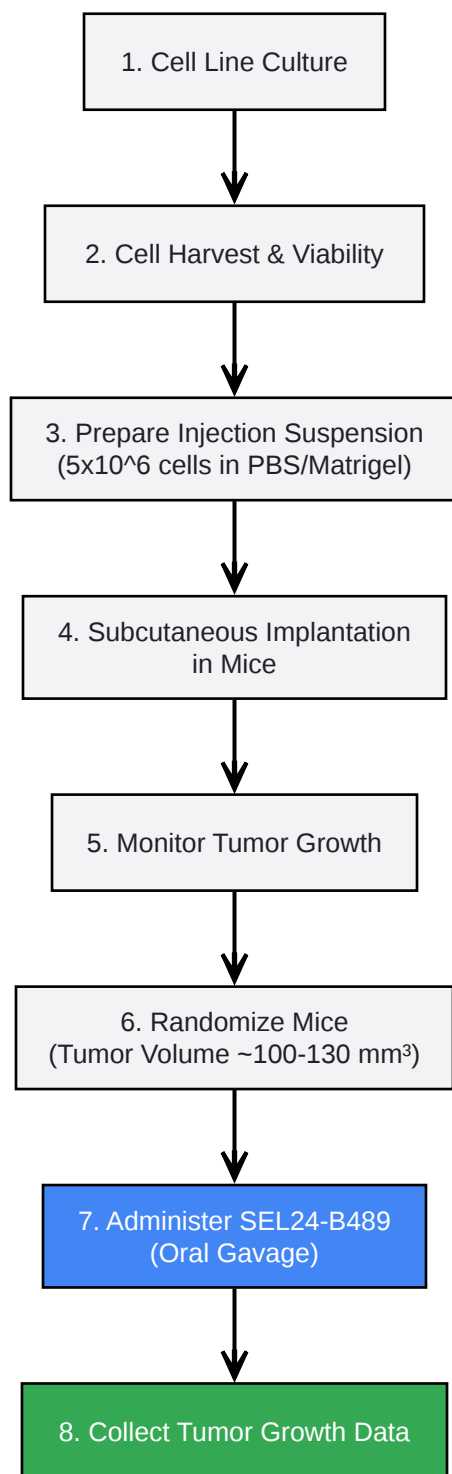 1. Cell Line Culture
2. Cell Harvest & Viability
3. Prepare Injection Suspension
(5x10^6 cells in PBS/Matrigel)
4. Subcutaneous Implantation
in Mice
5. Monitor Tumor Growth
6. Randomize Mice
(Tumor Volume ~100-130 mm³)
7. Administer SEL24-B489
(Oral Gavage)
8. Collect Tumor Growth Data